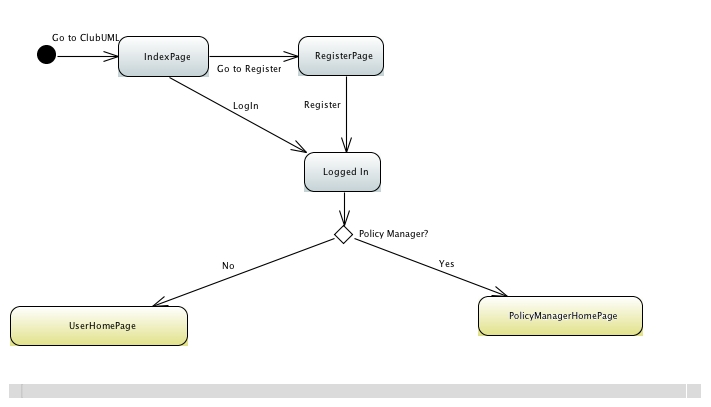 Go to ClubUML
IndexPage
Go to Register
RegisterPage
LogIn
Register
Logged In
Policy Manager?
No
Yes
UserHomePage
PolicyManagerHomePage